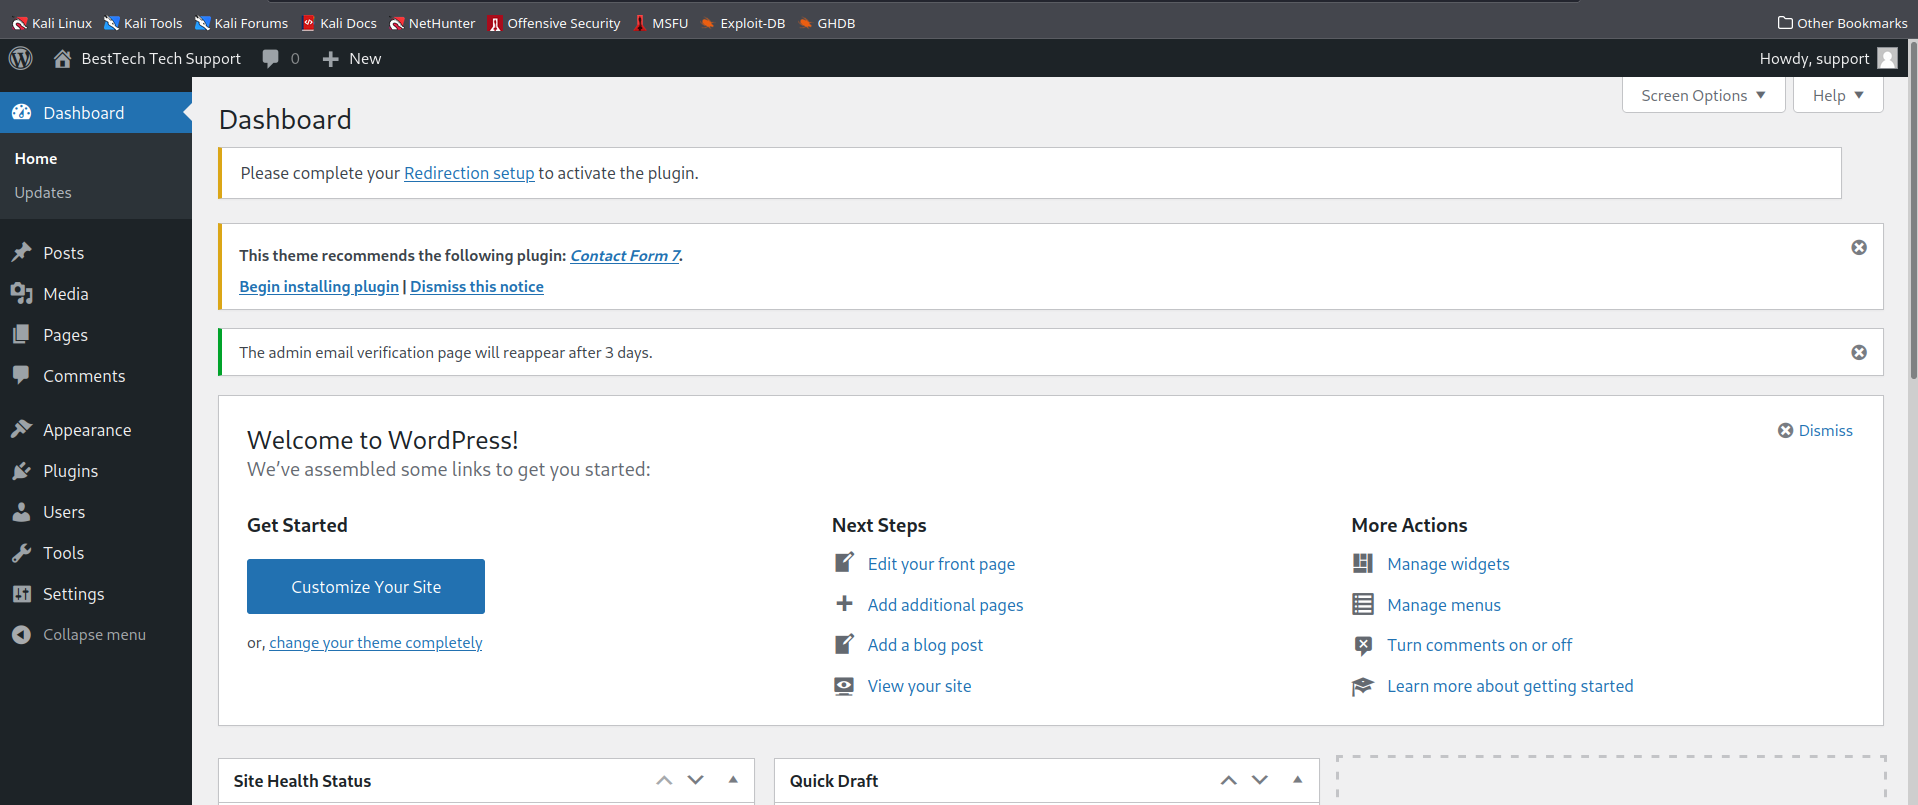 Kali Linux Kali Tools Kali Forums Kali Docs NetHunter Offensive Security MSFU Exploit-DB GHDB Other Bookmarks
BestTech Tech Support 0 New Howdy, support
Screen Options Help
Dashboard
Home
Updates
Posts
Media
Pages
Comments
Appearance
Plugins
Users
Tools
Settings
Collapse menu
Dashboard
Please complete your Redirection setup to activate the plugin.
This theme recommends the following plugin: Contact Form 7.
Begin installing plugin | Dismiss this notice
The admin email verification page will reappear after 3 days.
Welcome to WordPress!
Dismiss
We've assembled some links to get you started:
Get Started
Customize Your Site
or, change your theme completely
Next Steps
Edit your front page
Add additional pages
Add a blog post
View your site
More Actions
Manage widgets
Manage menus
Turn comments on or off
Learn more about getting started
Site Health Status
Quick Draft